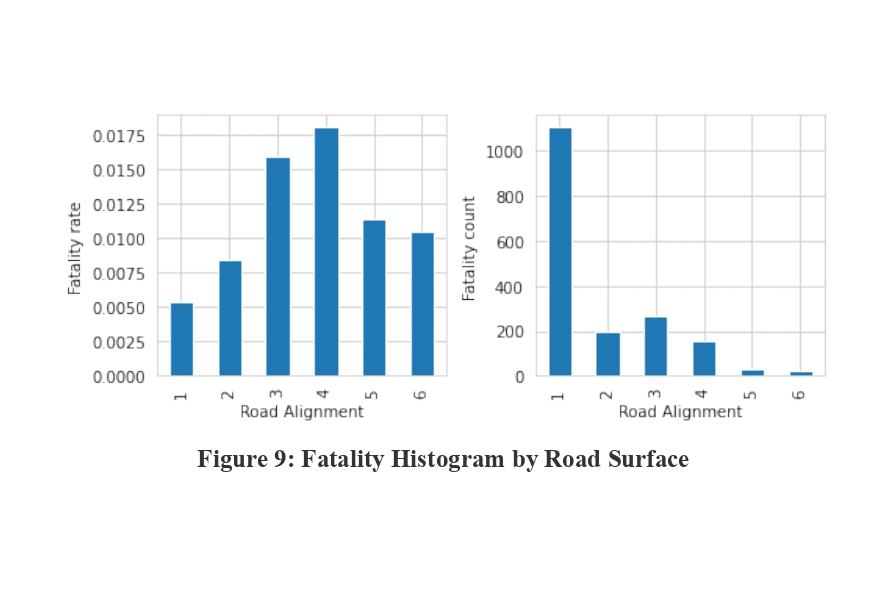 0.0175
0.0150
0.0125
0.0100
0.0075
0.0050
0.0025
0.0000
Fatality rate
1 2 3 4 5 6
Road Alignment
1000
800
600
400
200
0
Fatality count
1 2 3 4 5 6
Road Alignment
Figure 9: Fatality Histogram by Road Surface